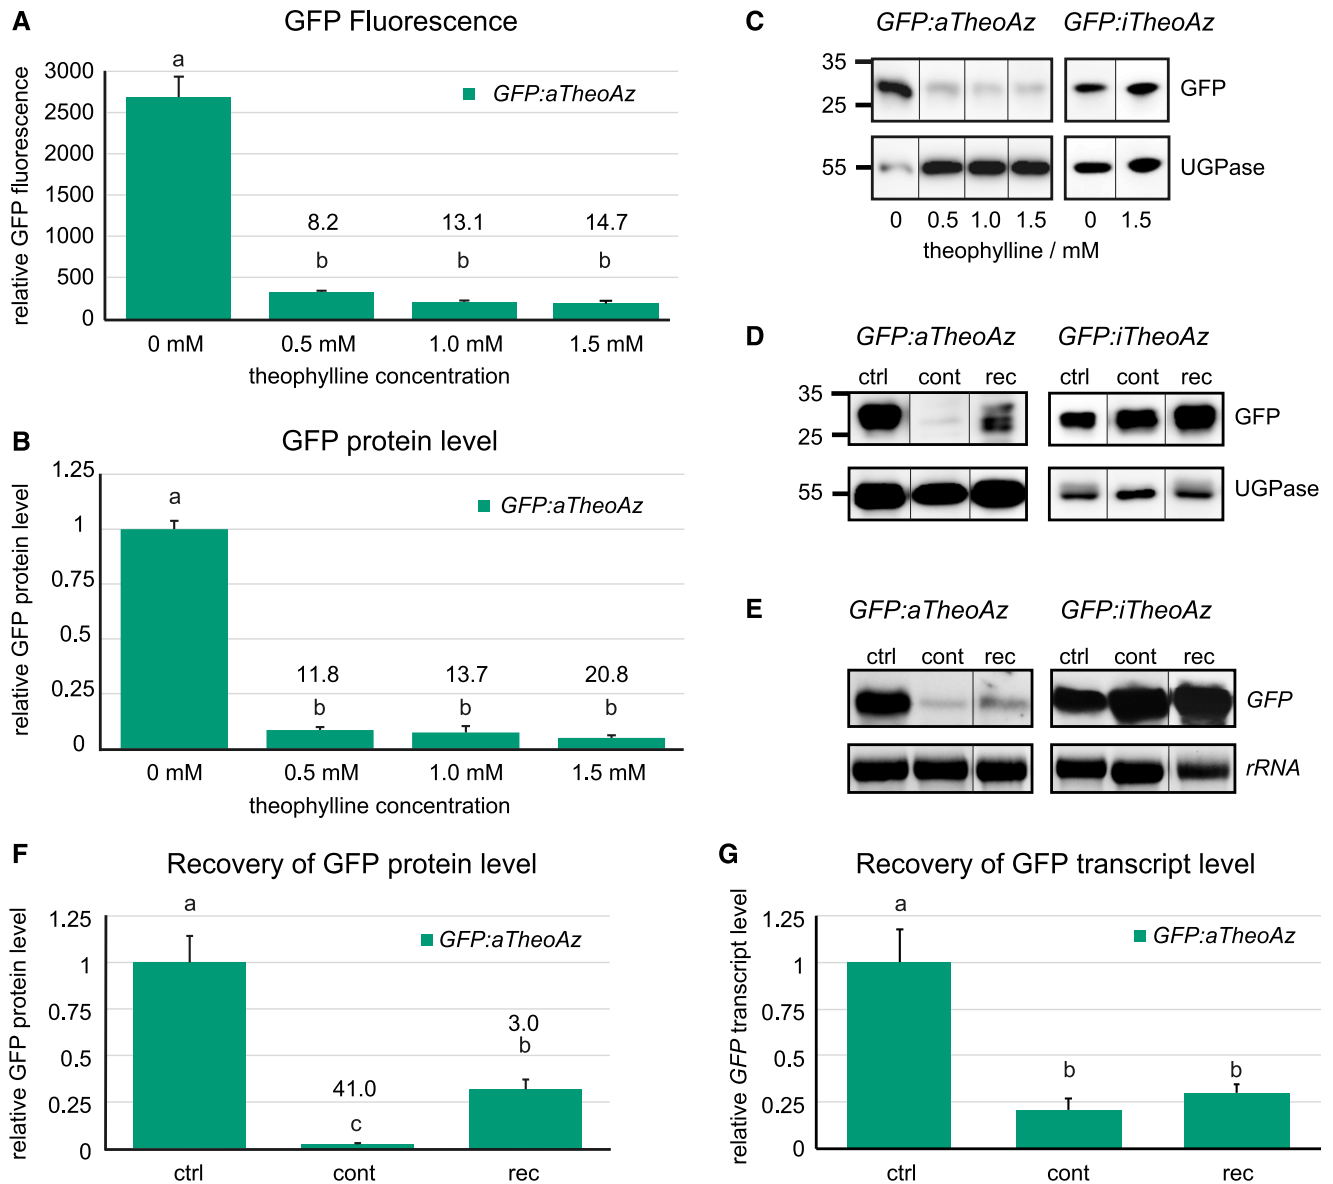 A
GFP Fluorescence
relative GFP fluorescence
3000
2500
2000
1500
1000
500
0
a
GFP:aTheoAz
8.2
13.1
14.7
b
b
b
0 mM
0.5 mM
1.0 mM
1.5 mM
theophylline concentration
B
GFP protein level
relative GFP protein level
1.25
1
0.75
0.5
0.25
0
a
GFP:aTheoAz
11.8
13.7
20.8
b
b
b
0 mM
0.5 mM
1.0 mM
1.5 mM
theophylline concentration
C
GFP:aTheoAz
GFP:iTheoAz
35
25
GFP
55
UGPase
0
0.5
1.0
1.5
0
1.5
theophylline / mM
D
GFP:aTheoAz
GFP:iTheoAz
ctrl
cont
rec
ctrl
cont
rec
35
25
GFP
55
UGPase
E
GFP:aTheoAz
GFP:iTheoAz
ctrl
cont
rec
ctrl
cont
rec
GFP
rRNA
F
Recovery of GFP protein level
relative GFP protein level
1.25
1
0.75
0.5
0.25
0
a
GFP:aTheoAz
41.0
c
3.0
b
ctrl
cont
rec
G
Recovery of GFP transcript level
relative GFP transcript level
1.25
1
0.75
0.5
0.25
0
a
GFP:aTheoAz
b
b
ctrl
cont
rec